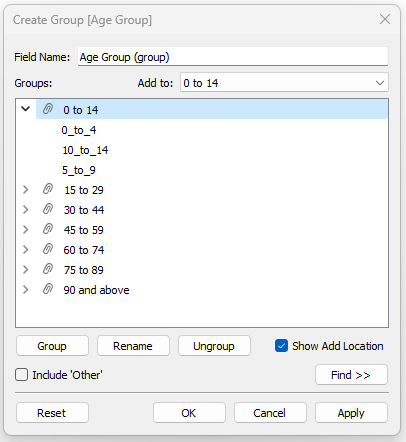 Create Group [Age Group]
Field Name: Age Group (group)
Groups: Add to: 0 to 14
0 to 14
0_to_4
10_to_14
5_to_9
15 to 29
30 to 44
45 to 59
60 to 74
75 to 89
90 and above
Group Rename Ungroup Show Add Location
Include 'Other' Find >>
Reset OK Cancel Apply